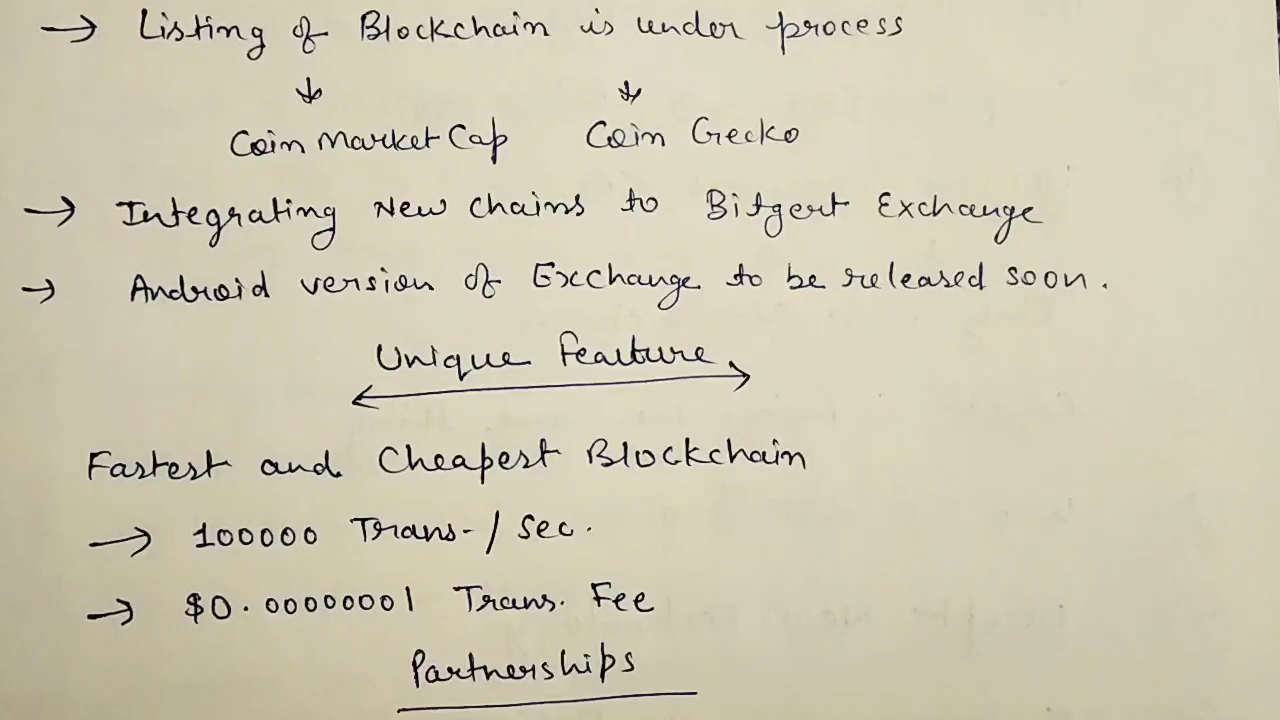 → Listing of Blockchain is under process
↓ ↓
Coin Market Cap Coin Gecko
→ Integrating New chains to Bitgert Exchange
→ Android version of Exchange to be released soon.
Unique Feature
Fastest and Cheapest Blockchain
→ 100000 Trans-/sec.
→ $0.00000001 Trans. Fee
Partnerships